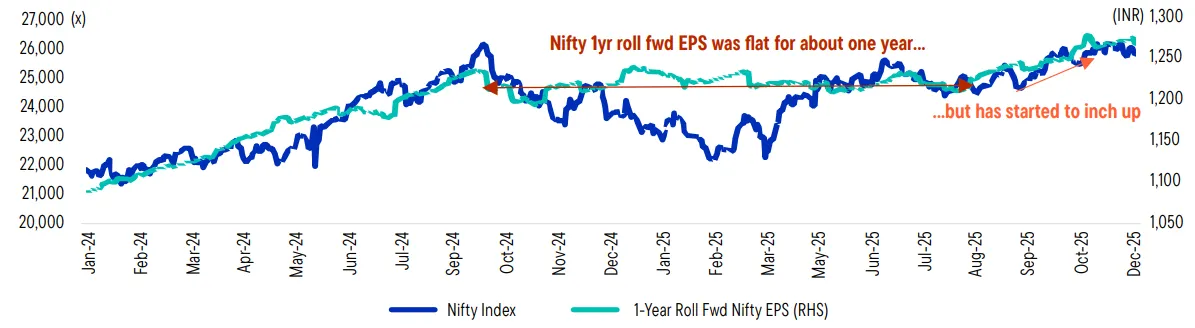 27,000 (x)
(INR) 1,300
Nifty 1yr roll fwd EPS was flat for about one year...
26,000
1,250
25,000
24,000
1,200
...but has started to inch up
23,000
1,150
22,000
21,000
1,100
20,000
1,050
Jan-24
Feb-24
Mar-24
Apr-24
May-24
Jun-24
Jul-24
Sep-24
Oct-24
Nov-24
Dec-24
Jan-25
Feb-25
Mar-25
May-25
Jun-25
Jul-25
Aug-25
Sep-25
Oct-25
Dec-25
Nifty Index
1-Year Roll Fwd Nifty EPS (RHS)